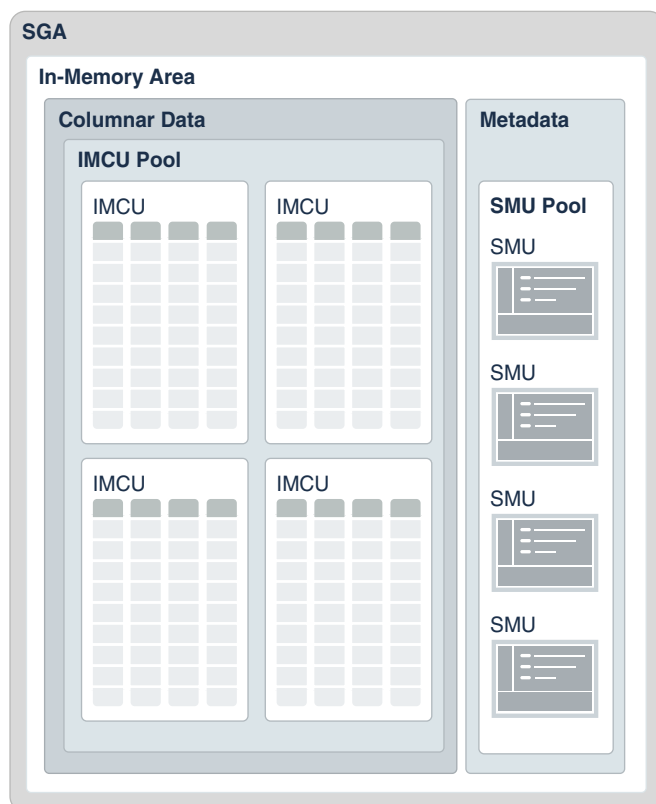 SGA
In-Memory Area
Columnar Data
IMCU Pool
IMCU
IMCU
IMCU
IMCU
Metadata
SMU Pool
SMU
SMU
SMU
SMU